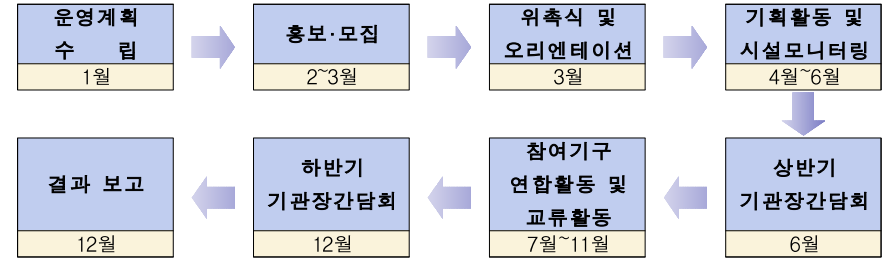 운영계획
수 립
1월
홍보·모집
2~3월
위촉식 및
오리엔테이션
3월
기획활동 및
시설모니터링
4월~6월
상반기
기관장간담회
6월
참여기구
연합활동 및
교류활동
7월~11월
하반기
기관장간담회
12월
결과 보고
12월